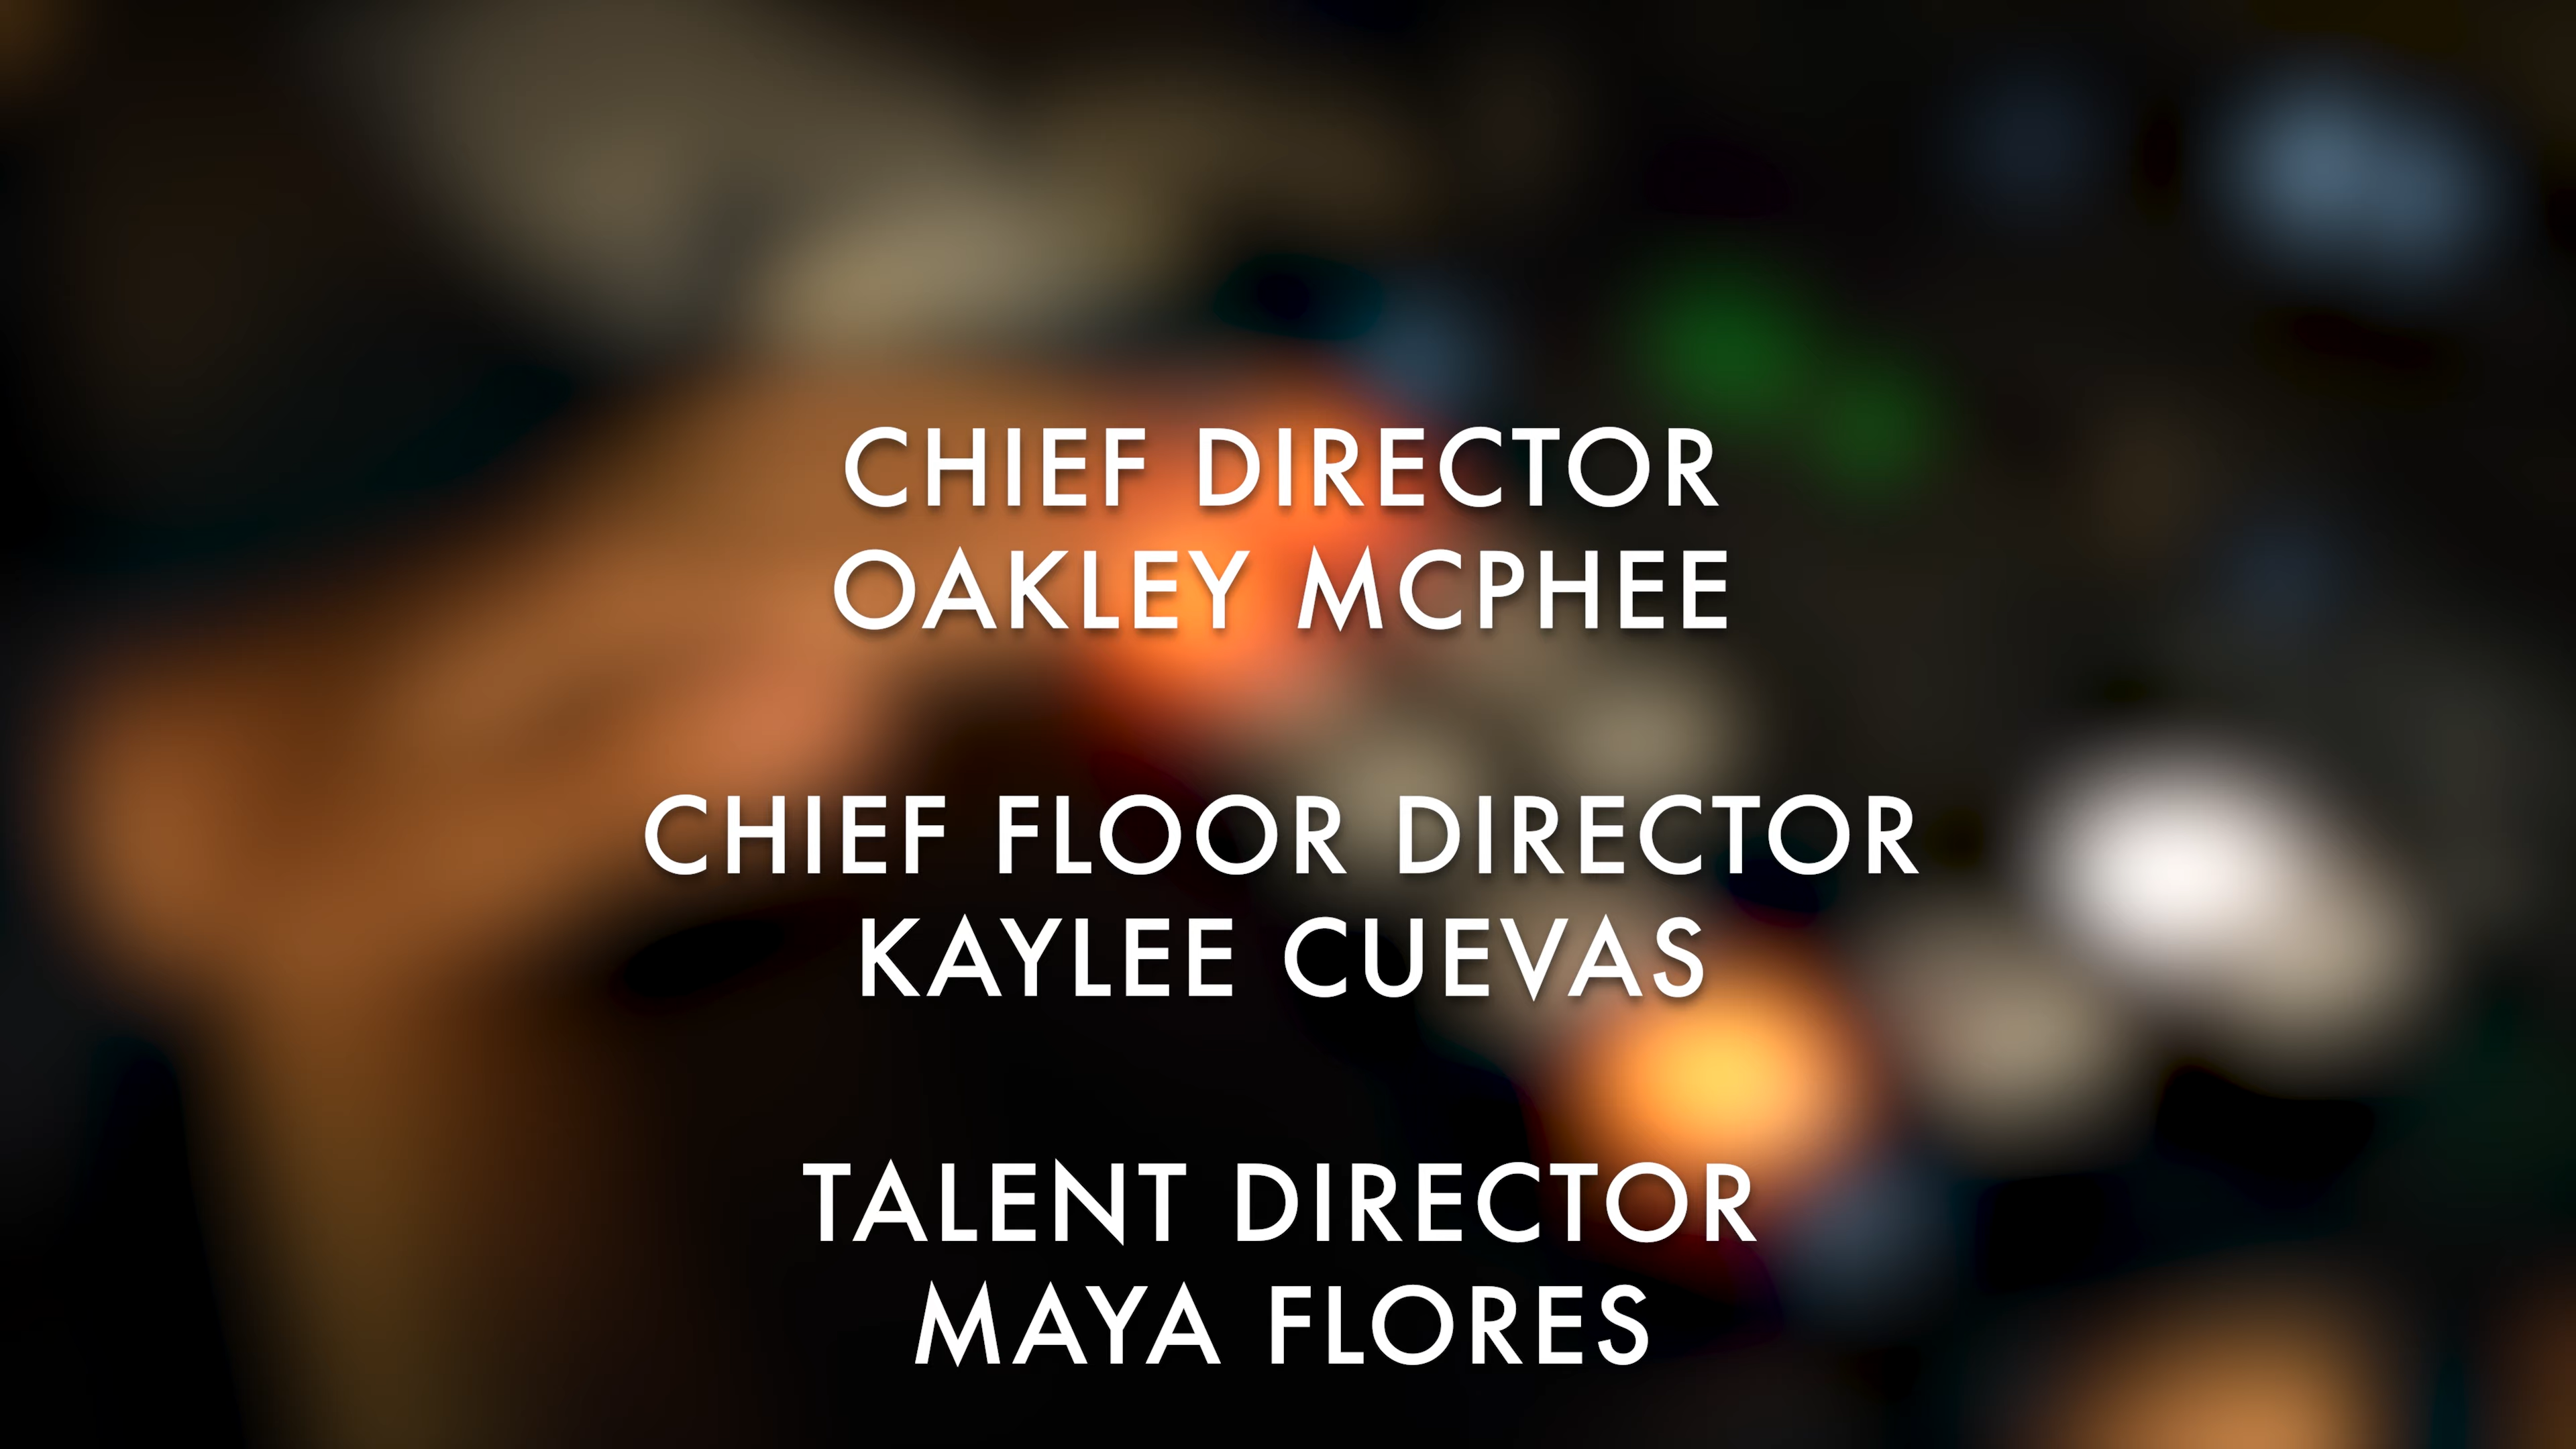 CHIEF DIRECTOR
OAKLEY MCPHEE
CHIEF FLOOR DIRECTOR
KAYLEE CUEVAS
TALENT DIRECTOR
MAYA FLORES